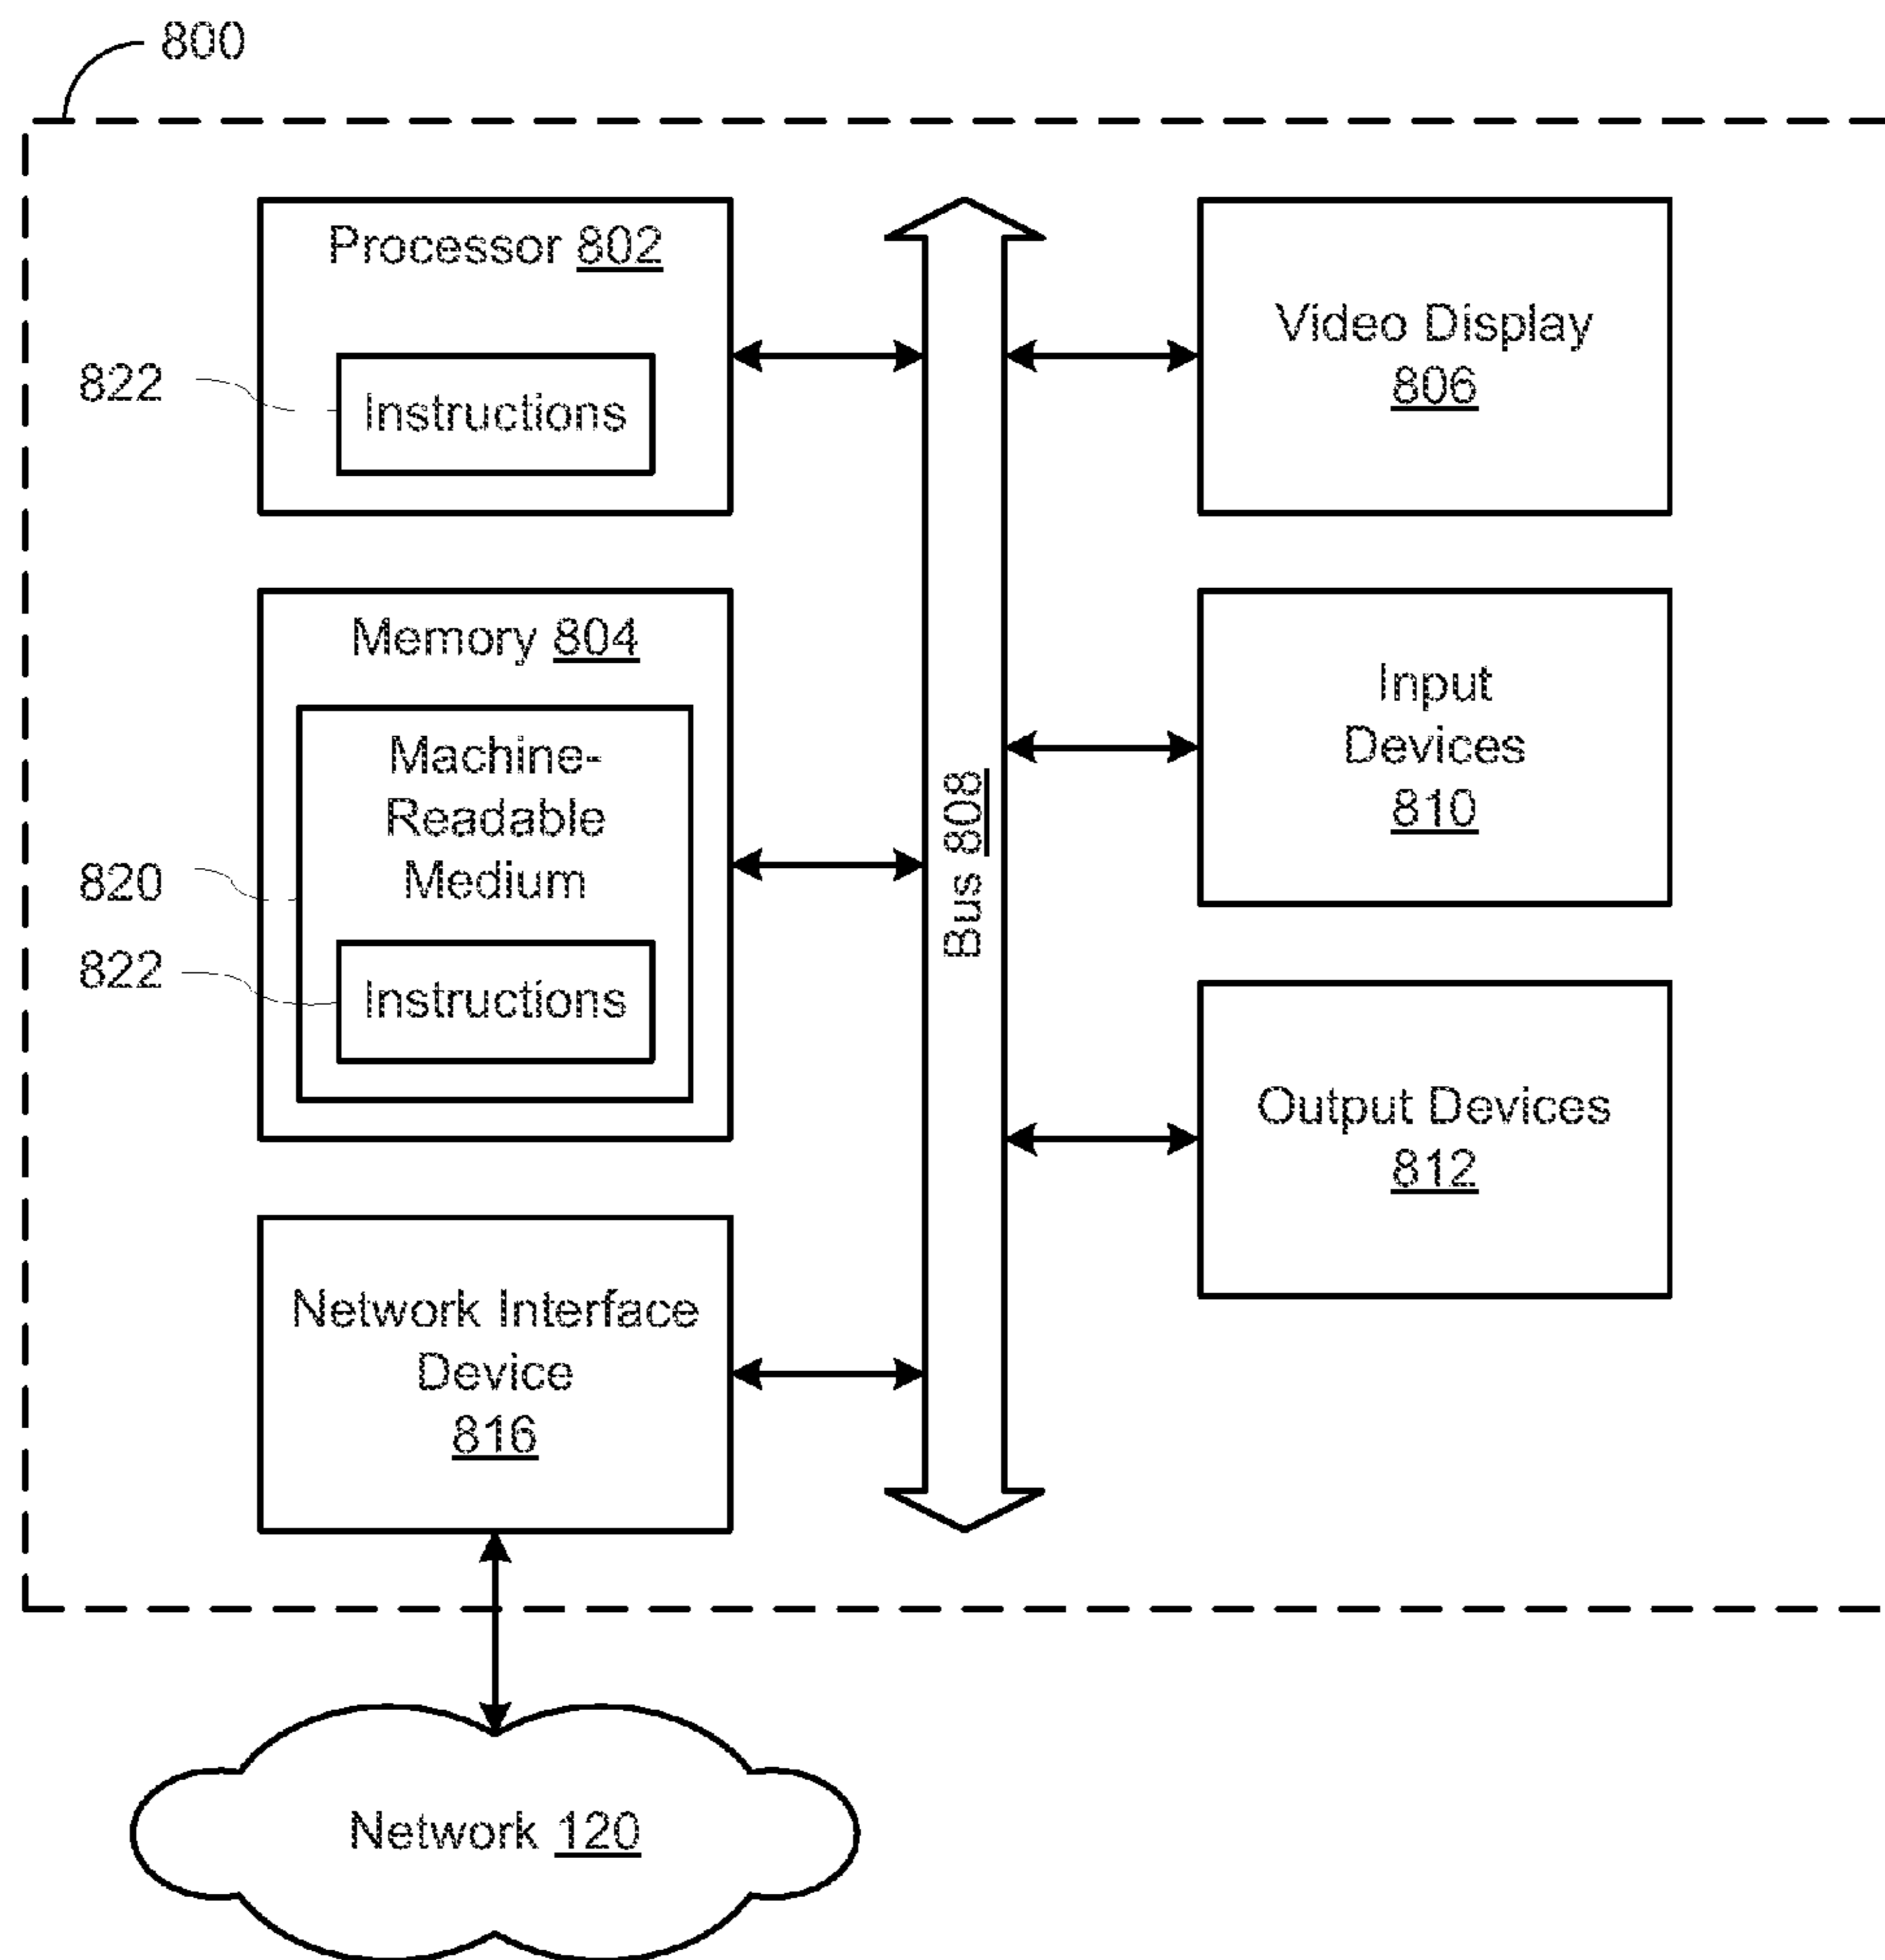 800
Processor 802
822
Instructions
Video Display
806
Memory 804
Machine-
Readable
Medium
820
822
Instructions
Bus 808
Input
Devices
810
Output Devices
812
Network Interface
Device
816
Network 120